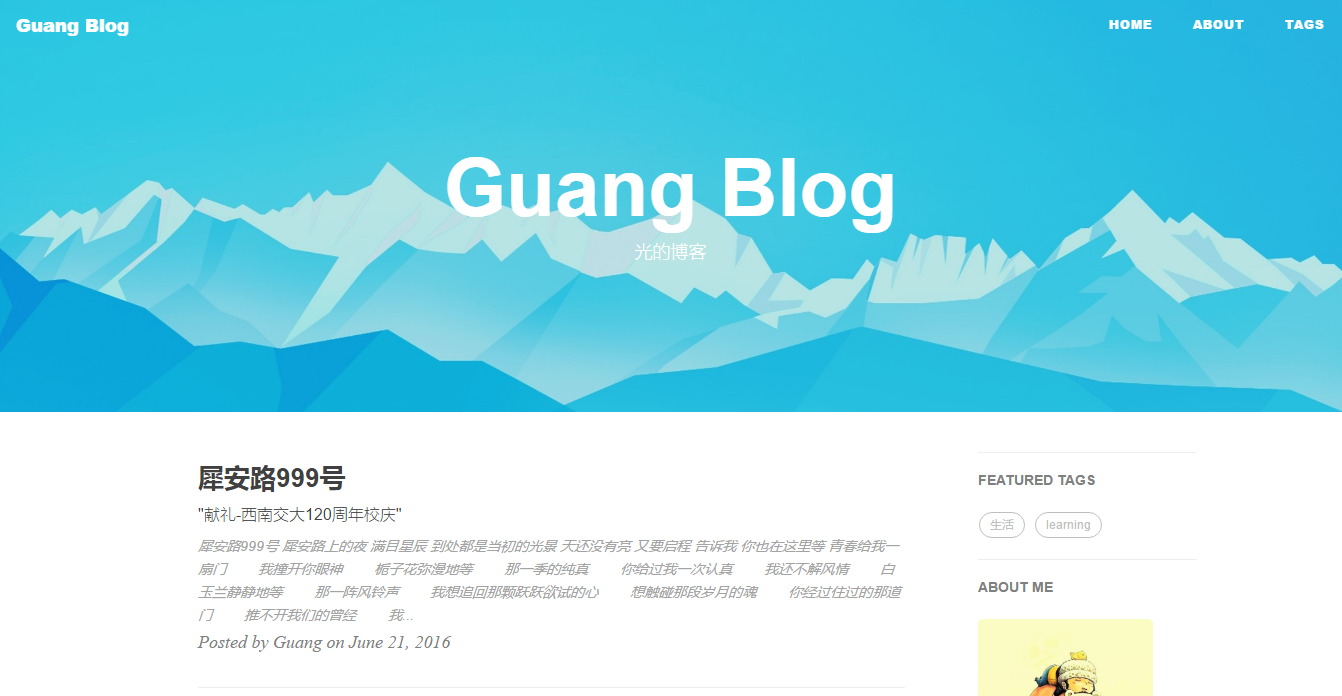 Guang Blog
HOME ABOUT TAGS
Guang Blog
光的博客
犀安路999号
"献礼-西南交大120周年校庆"
犀安路999号 犀安路上的夜 满目星辰 到处都是当初的光景 天还没有亮 又要启程 告诉我 你也在这里等 青春给我一
扇门 我撞开你眼神 栀子花弥漫地等 那一季的纯真 你给过我一次认真 我还不解风情 白
玉兰静静地等 那一阵风铃声 我想追回那颗跃跃欲试的心 想触碰那段岁月的魂 你经过住过的那道
门 推不开我们的曾经 我...
Posted by Guang on June 21, 2016
FEATURED TAGS
生活 learning
ABOUT ME